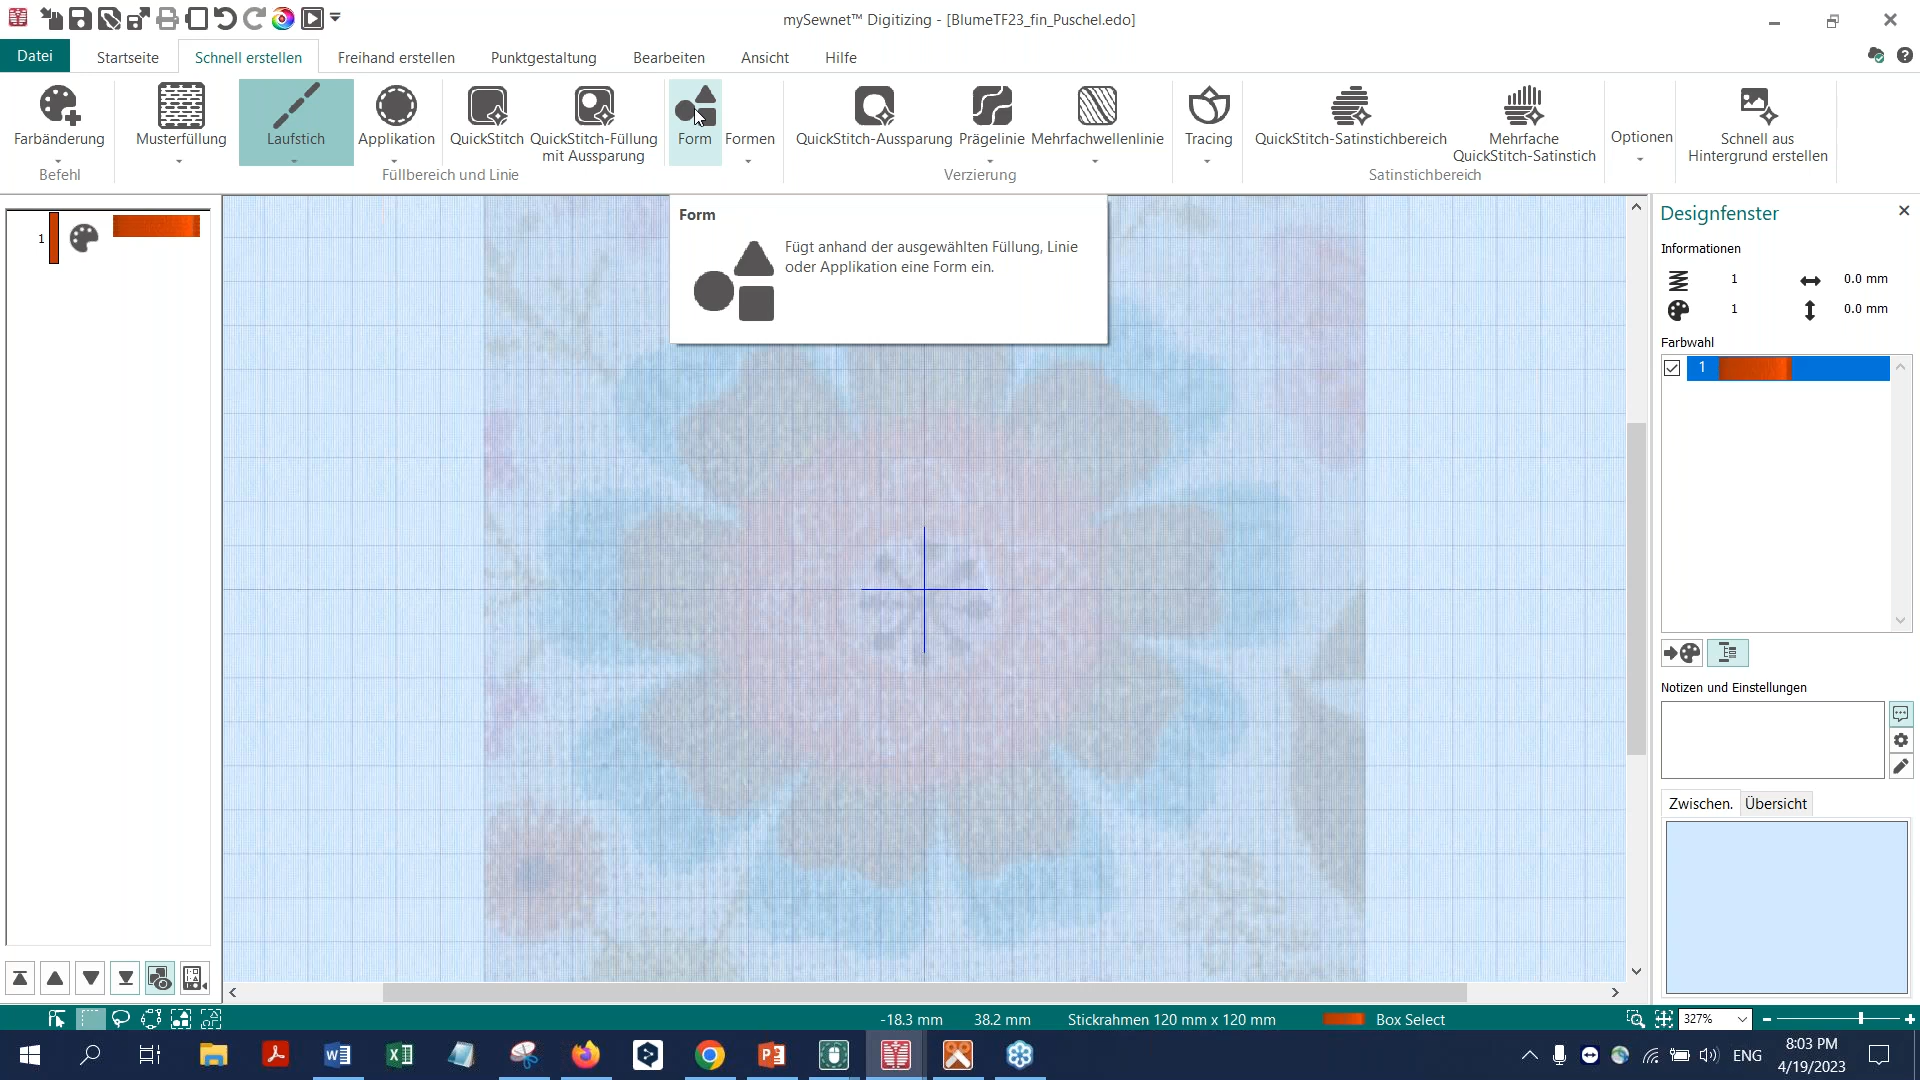 mySewnet™ Digitizing - [BlumeTF23_fin_Puschel.edo]
Datei Startseite Schnell erstellen Freihand erstellen Punktgestaltung Bearbeiten Ansicht Hilfe
Farbänderung Musterfüllung Laufstich Applikation QuickStitch QuickStitch-Füllung mit Aussparung Form Formen QuickStitch-Aussparung Prägelinie Mehrfachwellenlinie Tracing QuickStitch-Satinstichbereich Mehrfache QuickStitch-Satinstich Optionen Schnell aus Hintergrund erstellen
Befehl Füllbereich und Linie Verzierung Satinstichbereich
1
Form
Fügt anhand der ausgewählten Füllung, Linie
oder Applikation eine Form ein.
Designfenster
Informationen
1 0.0 mm
1 0.0 mm
Farbwahl
1
Notizen und Einstellungen
Zwischen. Übersicht
-18.3 mm 38.2 mm Stickrahmen 120 mm x 120 mm Box Select 327%
ENG
8:03 PM
4/19/2023